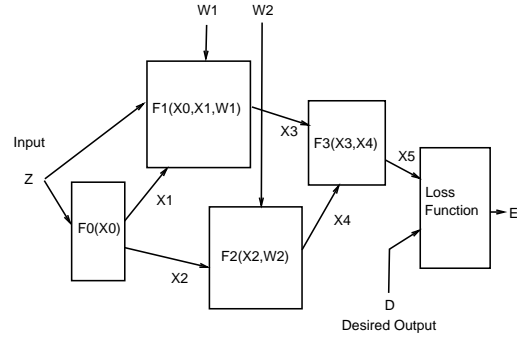 W1
W2
F1(X0,X1,W1)
X3
F3(X3,X4)
Input
Z
X1
X5
Loss
Function
E
F0(X0)
X4
F2(X2,W2)
X2
D
Desired Output